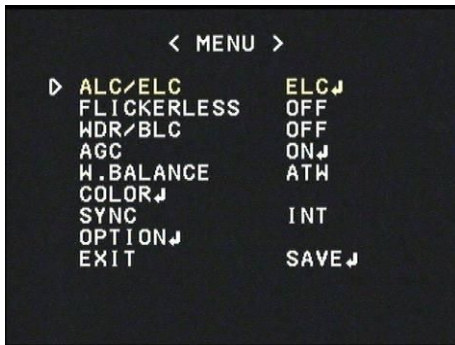 < MENU >
ALC/ELC ELC↲
FLICKERLESS OFF
WDR/BLC OFF
AGC ON↲
W.BALANCE ATW
COLOR↲
SYNC INT
OPTION↲
EXIT SAVE↲